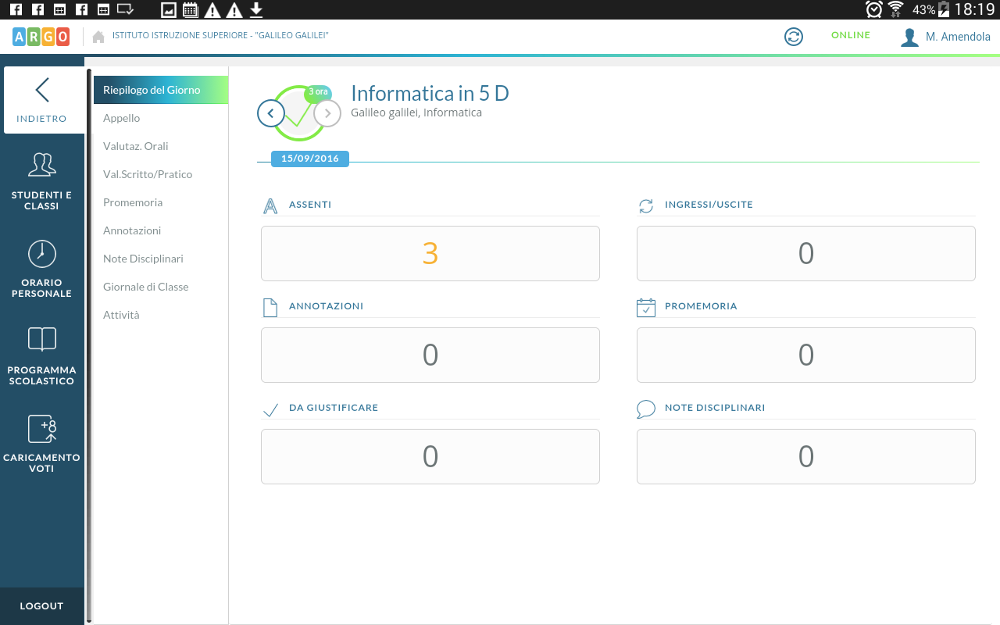 43% 18:19
ARGO
ISTITUTO ISTRUZIONE SUPERIORE - "GALILEO GALILEI"
ONLINE
M. Amendola
INDIETRO
STUDENTI E
CLASSI
ORARIO
PERSONALE
PROGRAMMA
SCOLASTICO
+8
CARICAMENTO
VOTI
LOGOUT
Riepilogo del Giorno
Appello
Valutaz. Orali
Val.Scritto/Pratico
Promemoria
Annotazioni
Note Disciplinari
Giornale di Classe
Attività
3 ora
Informatica in 5 D
Galileo galilei, Informatica
15/09/2016
ASSENTI
3
INGRESSI/USCITE
0
ANNOTAZIONI
0
PROMEMORIA
0
DA GIUSTIFICARE
0
NOTE DISCIPLINARI
0